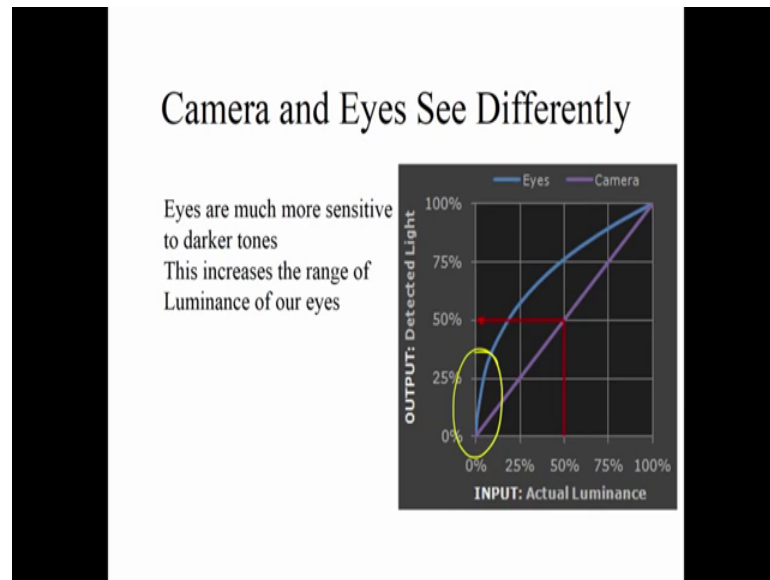 Camera and Eyes See Differently
Eyes are much more sensitive
to darker tones
This increases the range of
Luminance of our eyes
Eyes Camera
100%
75%
50%
25%
0%
OUTPUT: Detected Light
0% 25% 50% 75% 100%
INPUT: Actual Luminance